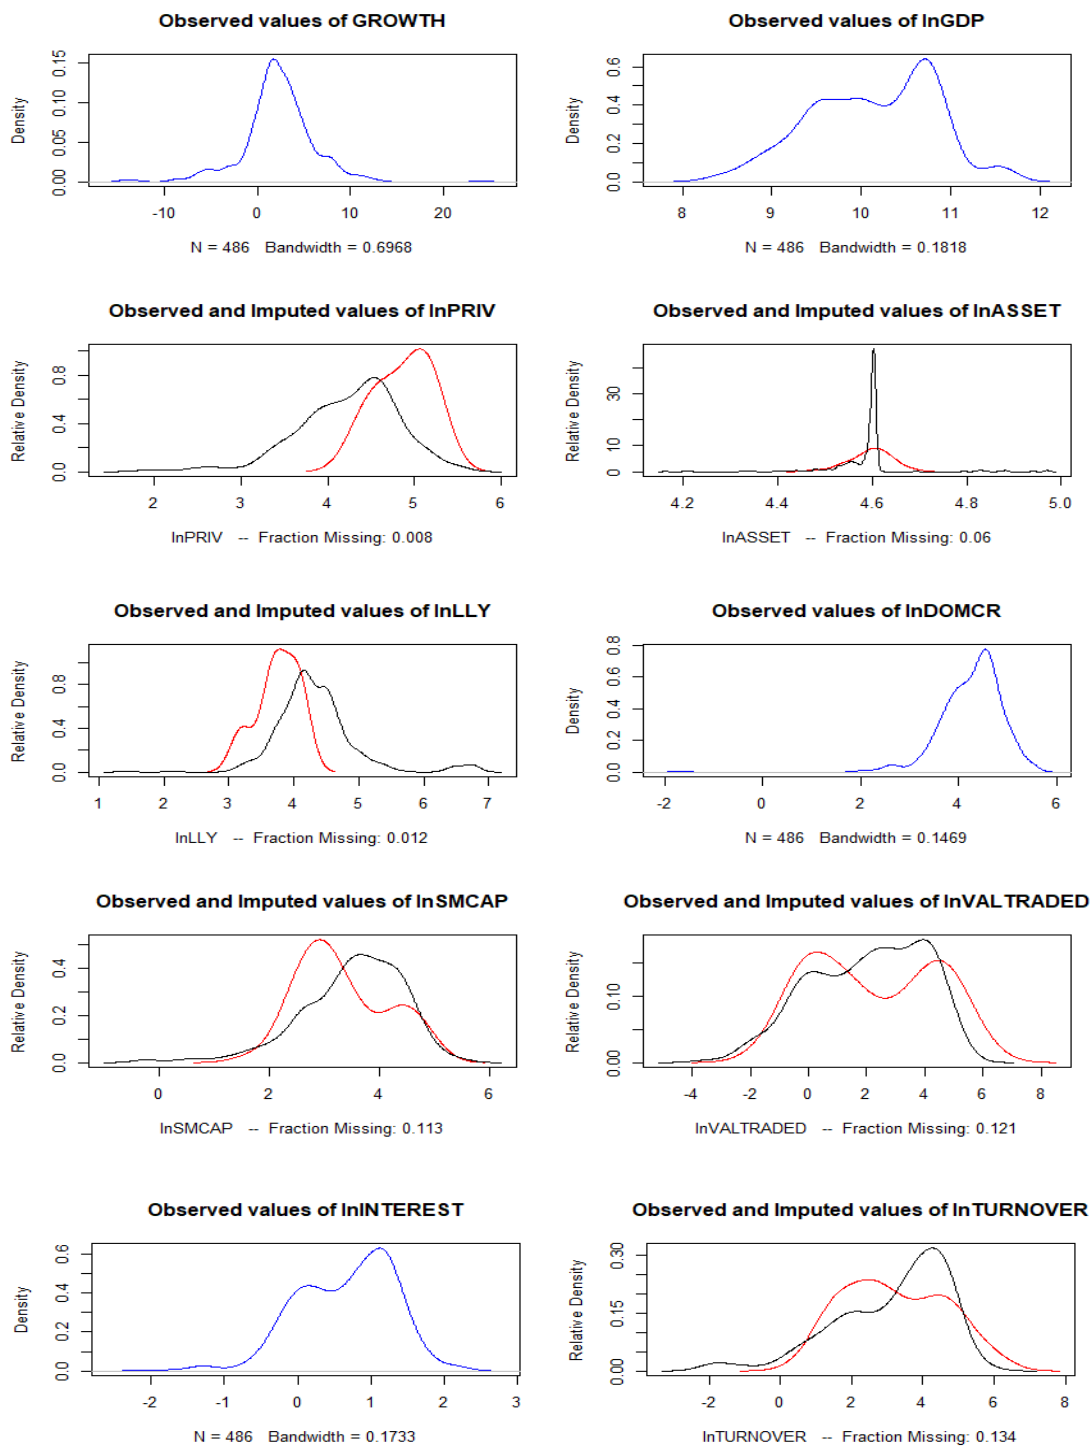 Observed values of GROWTH
Density
0.00 0.05 0.10 0.15
-10 0 10 20
N = 486 Bandwidth = 0.6968
Observed values of lnGDP
Density
0.0 0.2 0.4 0.6
8 9 10 11 12
N = 486 Bandwidth = 0.1818
Observed and Imputed values of lnPRIV
Relative Density
0.0 0.4 0.8
2 3 4 5 6
lnPRIV -- Fraction Missing: 0.008
Observed and Imputed values of lnASSET
Relative Density
0 10 30
4.2 4.4 4.6 4.8 5.0
lnASSET -- Fraction Missing: 0.06
Observed and Imputed values of lnLLY
Relative Density
0.0 0.4 0.8
1 2 3 4 5 6 7
lnLLY -- Fraction Missing: 0.012
Observed values of lnDOMCR
Density
0.0 0.2 0.4 0.6 0.8
-2 0 2 4 6
N = 486 Bandwidth = 0.1469
Observed and Imputed values of lnSMCAP
Relative Density
0.0 0.2 0.4
0 2 4 6
lnSMCAP -- Fraction Missing: 0.113
Observed and Imputed values of lnVALTRADED
Relative Density
0.00 0.10
-4 -2 0 2 4 6 8
lnVALTRADED -- Fraction Missing: 0.121
Observed values of lnINTEREST
Density
0.0 0.2 0.4 0.6
-2 -1 0 1 2 3
N = 486 Bandwidth = 0.1733
Observed and Imputed values of lnTURNOVER
Relative Density
0.00 0.15 0.30
-2 0 2 4 6 8
lnTURNOVER -- Fraction Missing: 0.134